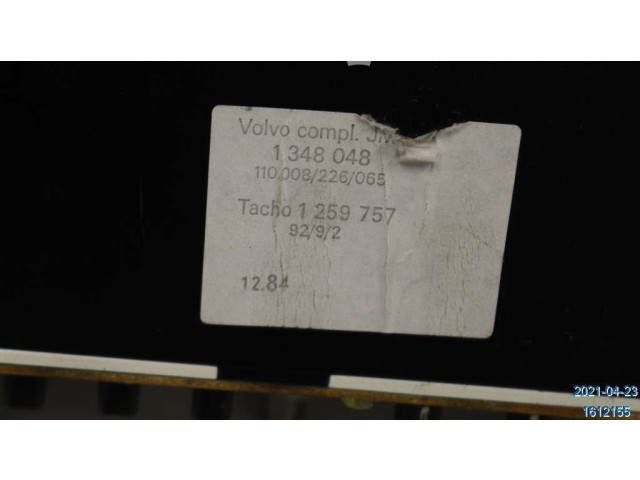 Volvo compl.
1 348 048
110.008/226/065
Tacho 1 259 757
92/9/2
12.84
2021-04-23
1612155